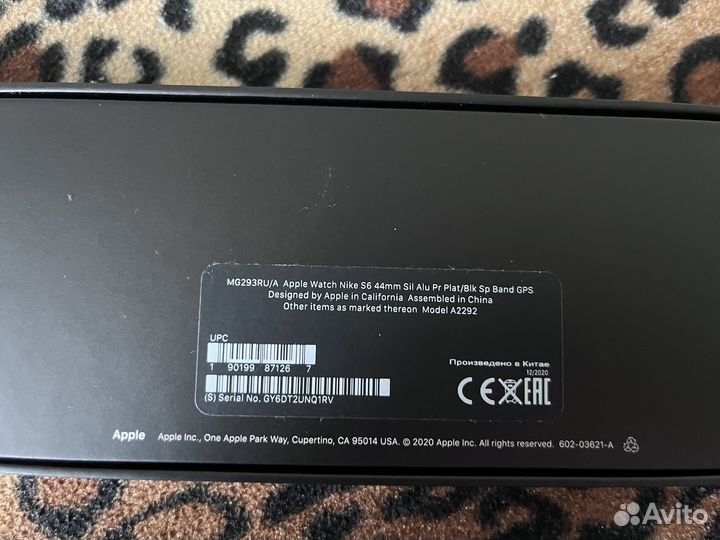 MG293RU/A Apple Watch Nike S6 44mm Sil Alu Pr Plat/Blk Sp Band GPS
Designed by Apple in California Assembled in China
Other items as marked thereon Model A2292
UPC
1 90199 87126 7
(S) Serial No. GY6DT2UNQ1RV
Произведено в Китае
12/2020
CE EAC
Apple Apple Inc., One Apple Park Way, Cupertino, CA 95014 USA. © 2020 Apple Inc. All rights reserved. 602-03621-A
Avito